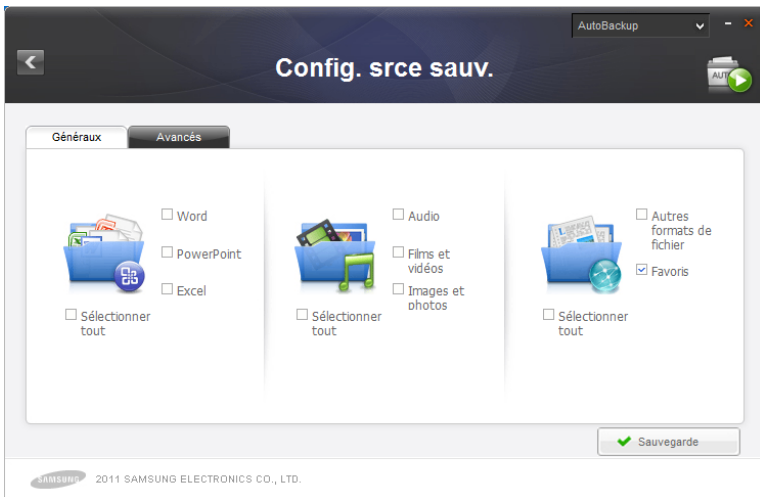 AutoBackup
Config. srce sauv.
AUT
Généraux
Avancés
Word
PowerPoint
Excel
Sélectionner
tout
Audio
Films et
vidéos
Images et
photos
Sélectionner
tout
Autres
formats de
fichier
Favoris
Sélectionner
tout
Sauvegarde
SAMSUNG
2011 SAMSUNG ELECTRONICS CO., LTD.